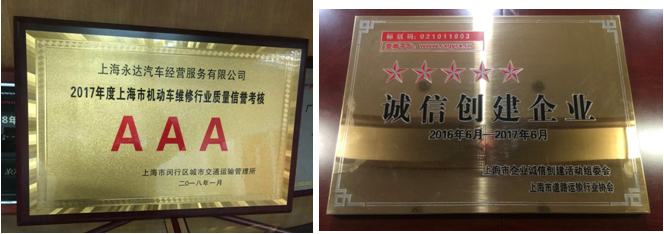 上海永达汽车经营服务有限公司
2017年度上海市机动车维修行业质量信誉考核
AAA
上海市闵行区城市交通运输管理所
二〇一八年一月
标识码：021011003
诚信创建企业
2016年6月—2017年6月
上海市企业诚信创建活动组委会
上海市道路运输行业协会